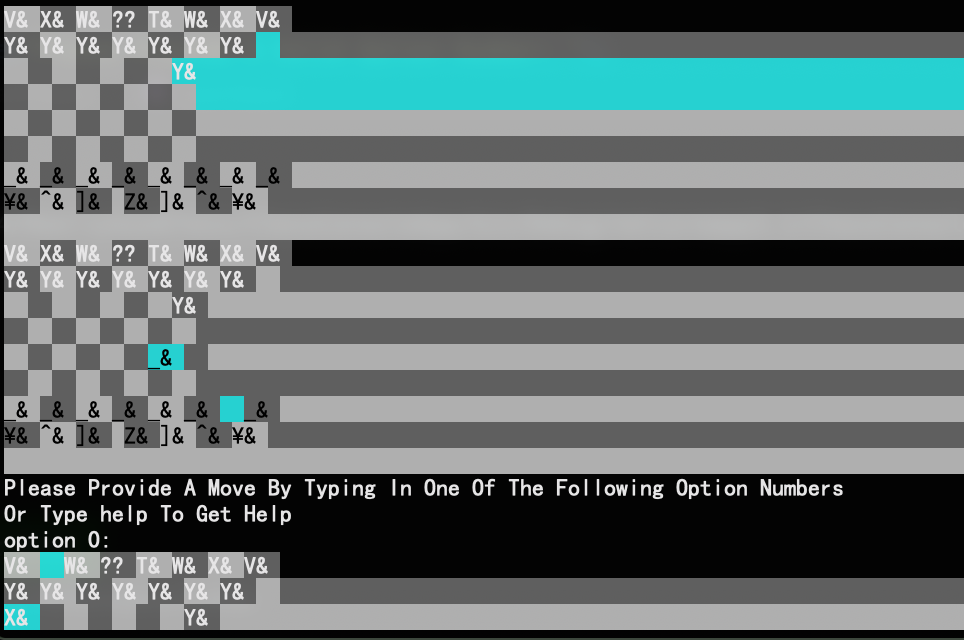 V& X& W& ?? T& W& X& V&
Y& Y& Y& Y& Y& Y& Y&
Y&
_& _& _& _& _& _& _& _&
¥& ^& ]& Z& ]& ^& ¥&
V& X& W& ?? T& W& X& V&
Y& Y& Y& Y& Y& Y& Y&
Y&
_&
_& _& _& _& _& _& _&
¥& ^& ]& Z& ]& ^& ¥&
Please Provide A Move By Typing In One Of The Following Option Numbers
Or Type help To Get Help
option 0:
V& W& ?? T& W& X& V&
Y& Y& Y& Y& Y& Y& Y&
X& Y&